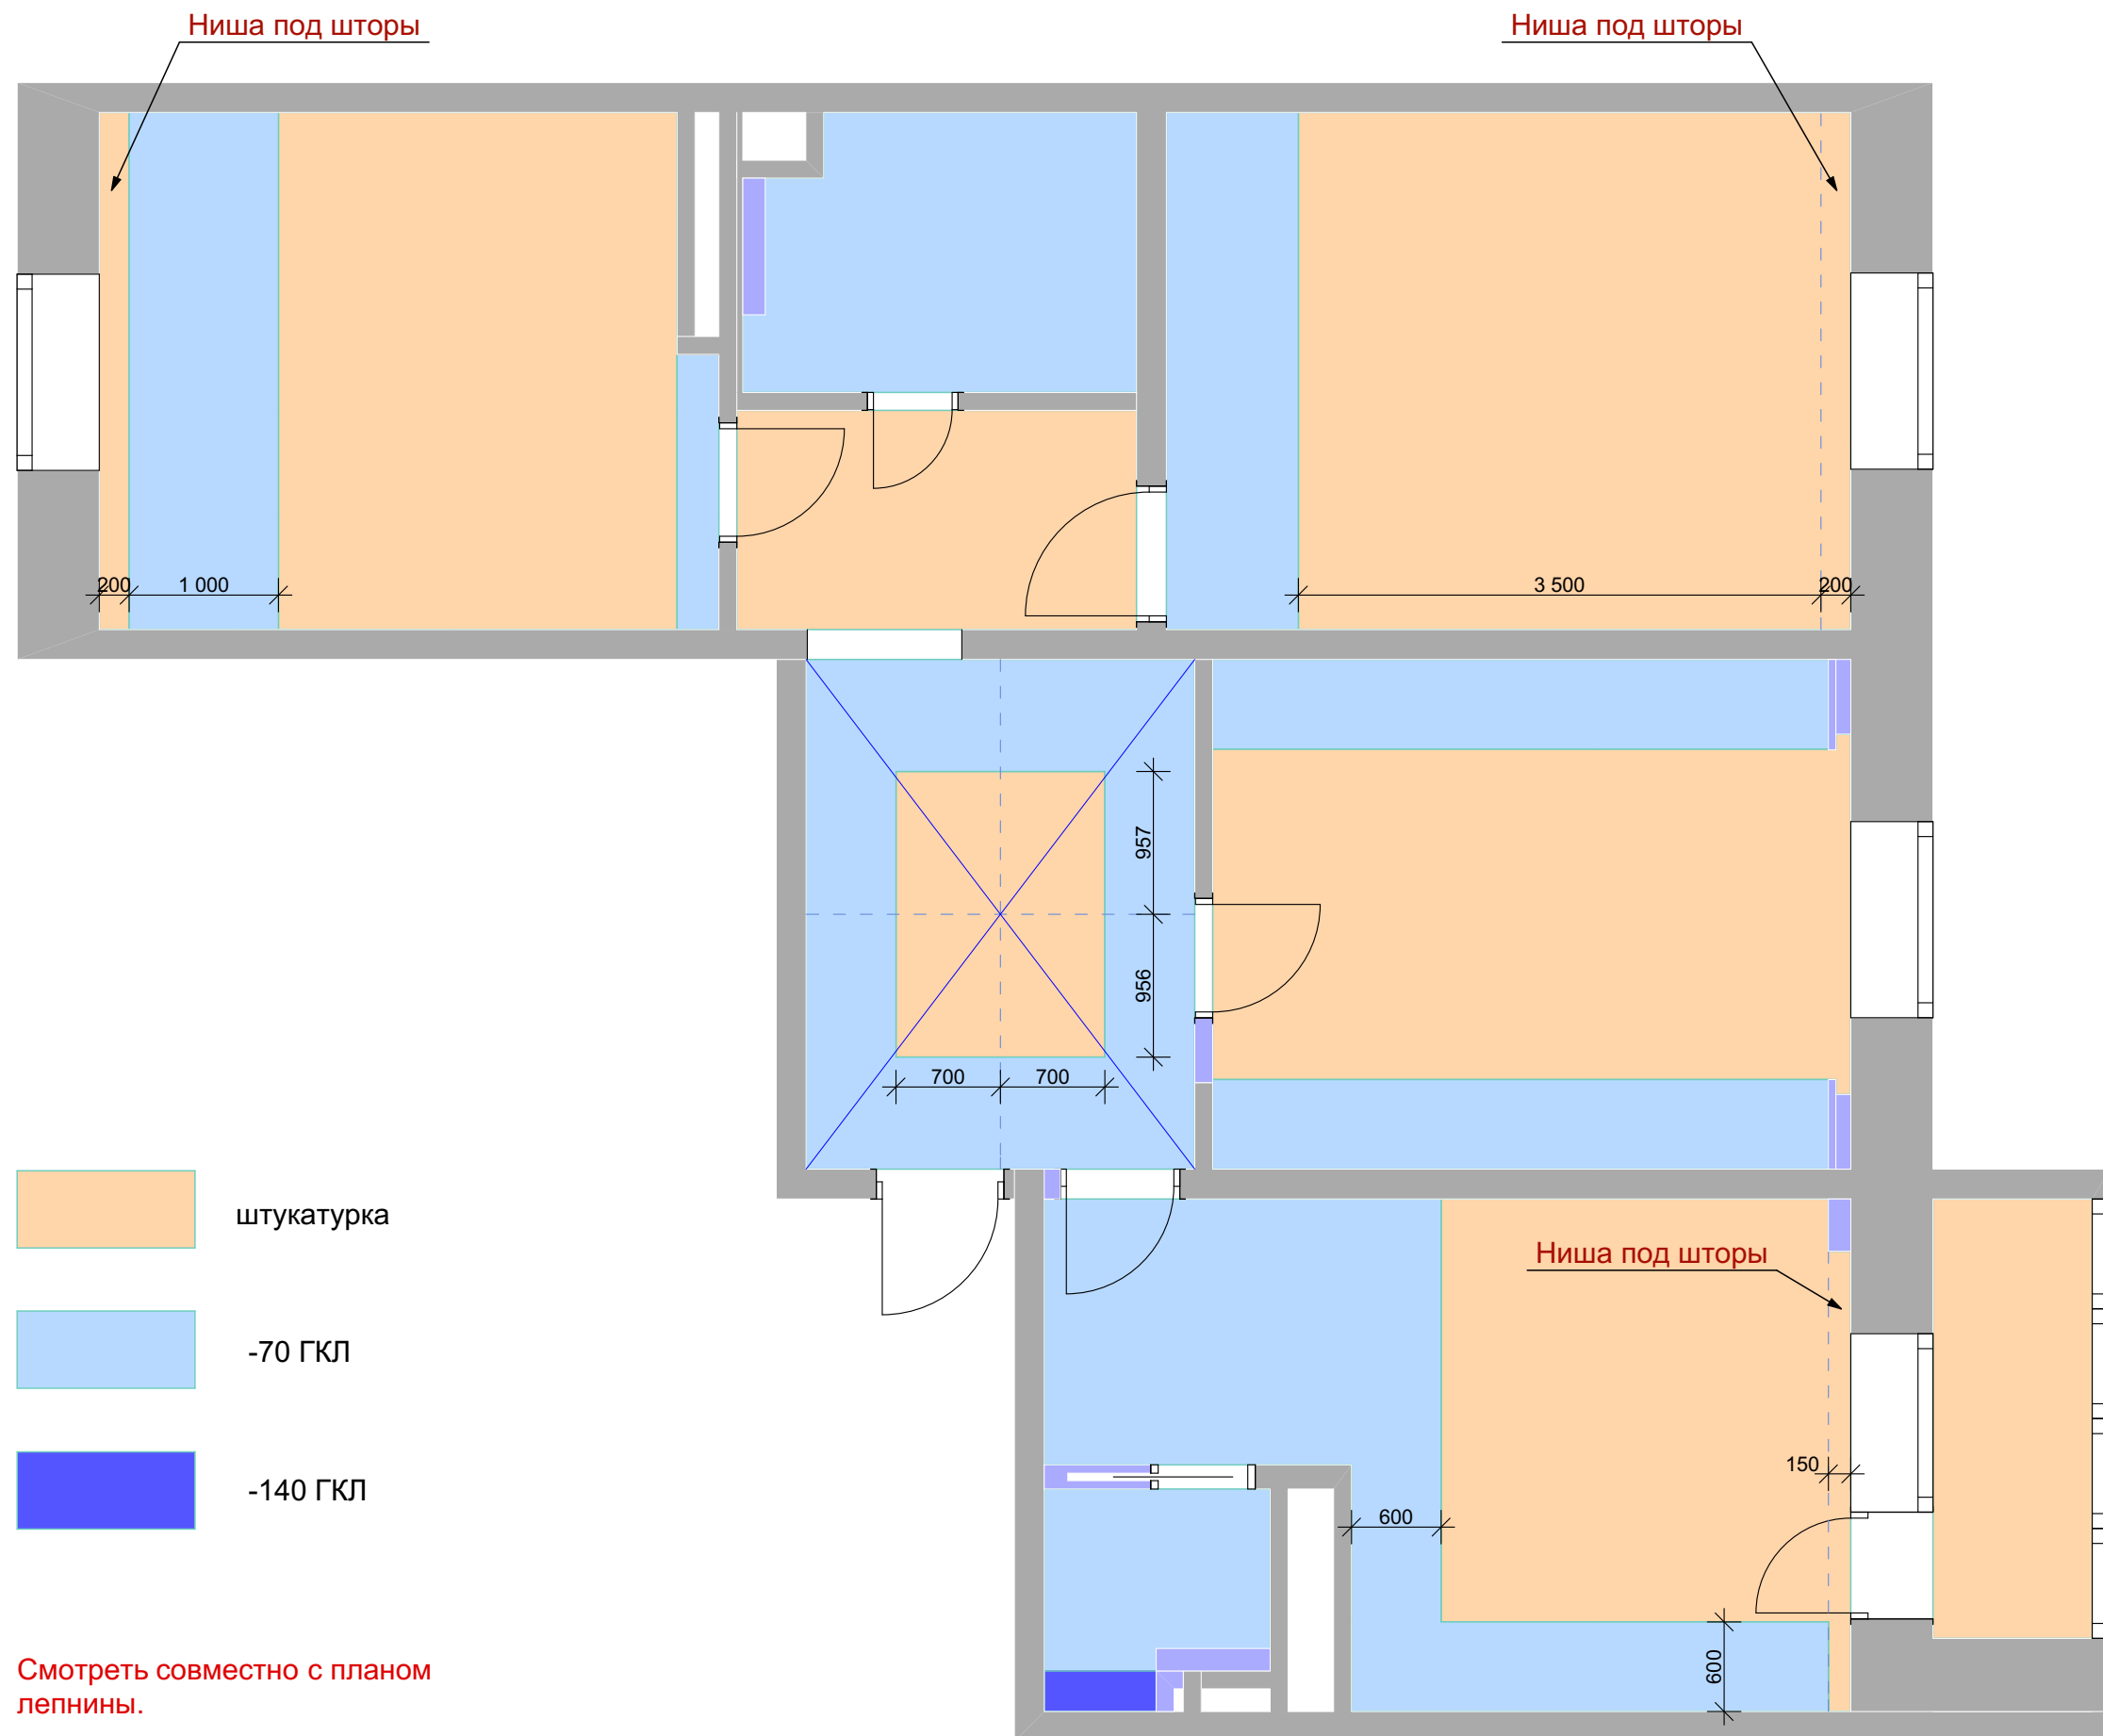 Ниша под шторы
Ниша под шторы
200
1 000
3 500
200
957
956
700
700
штукатурка
Ниша под шторы
-70 ГКЛ
150
-140 ГКЛ
600
600
Смотреть совместно с планом
лепнины.